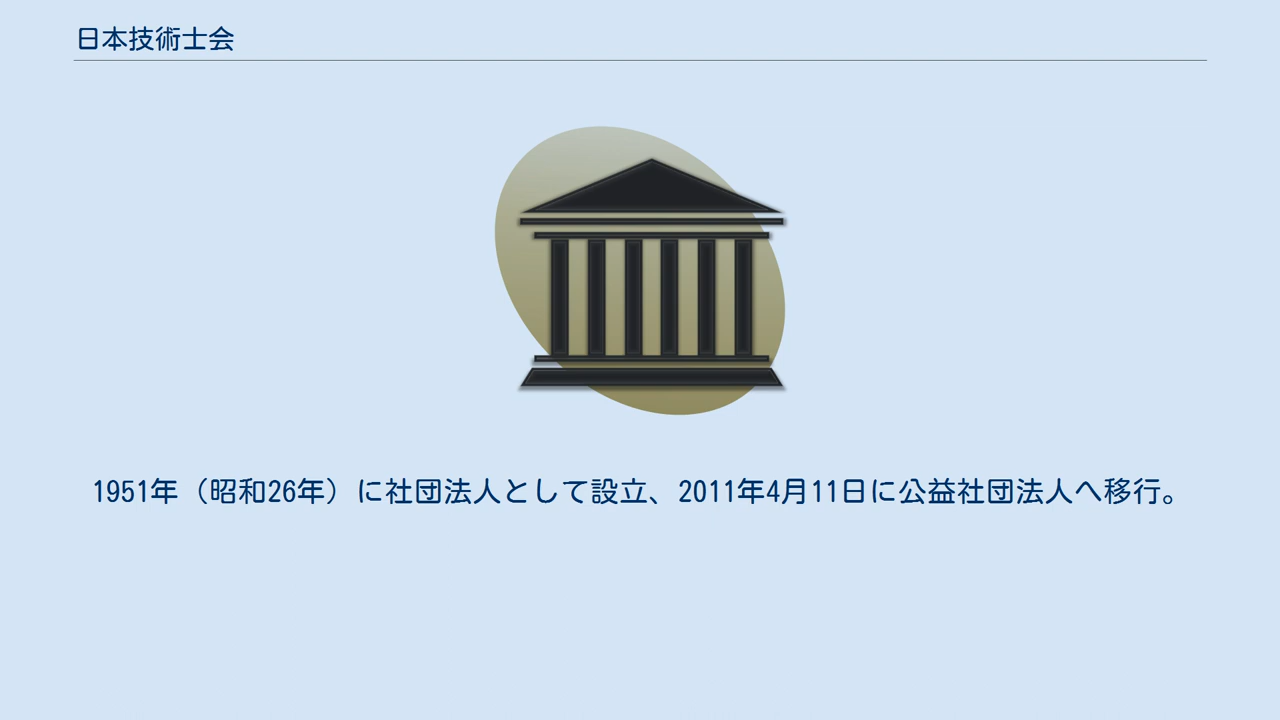 日本技術士会
1951年（昭和26年）に社団法人として設立、2011年4月11日に公益社団法人へ移行。